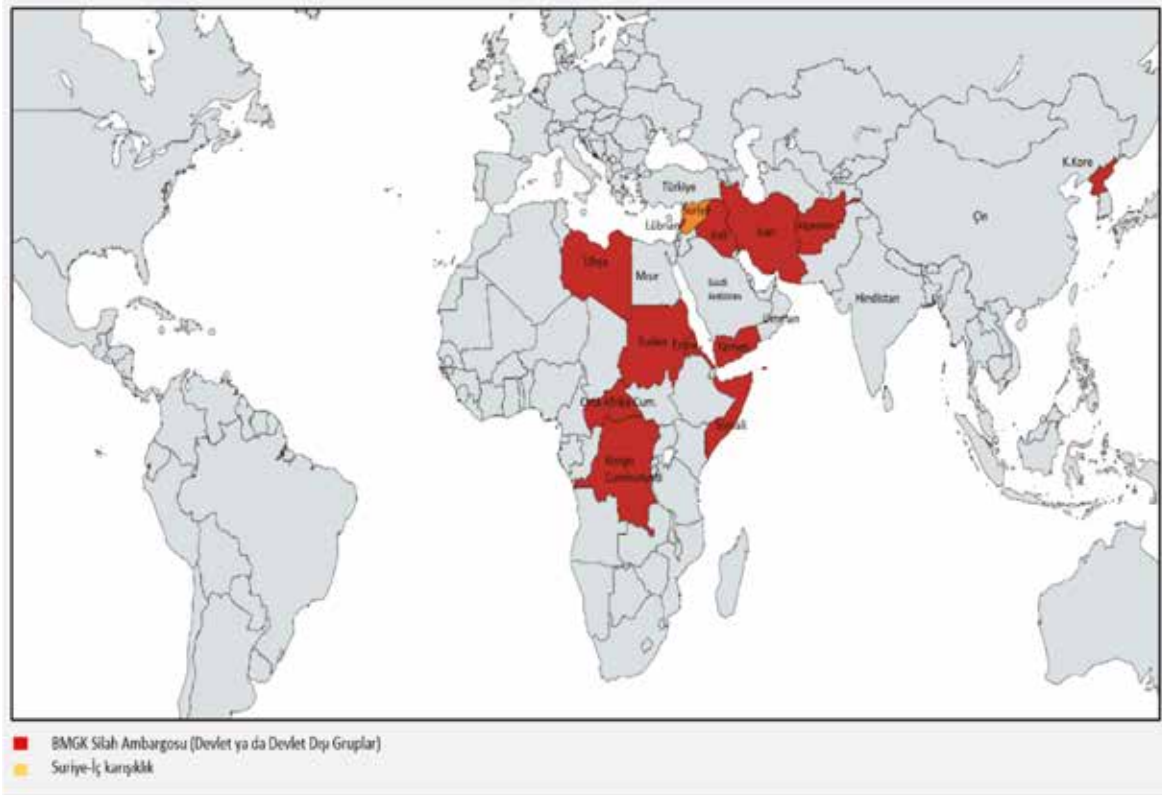 K.Kore
Türkiye
Çin
Suriye
Lübnan
Irak
İran
Afganistan
Libya
Mısır
Suudi
Arabistan
Hindistan
Umman
Sudan
Eritre
Yemen
Orta Afrika Cum.
Somali
Kongo
Cumhuriyeti
BMGK Silah Ambargosu (Devlet ya da Devlet Dışı Gruplar)
Suriye-İç karışıklık